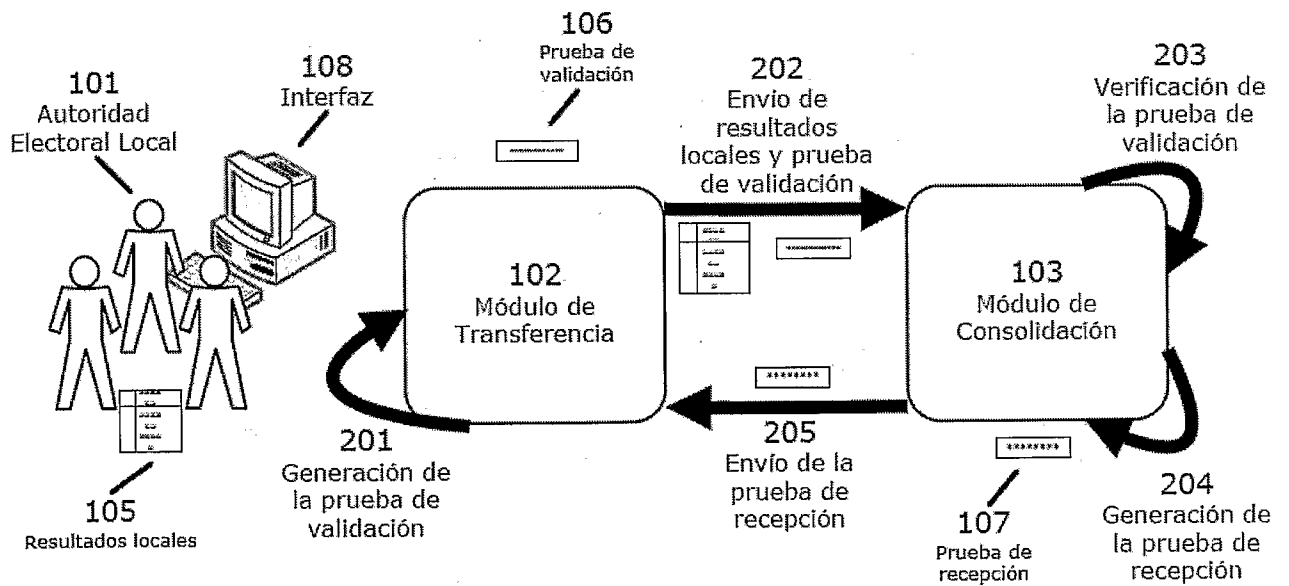 101
Autoridad
Electoral Local
108
Interfaz
106
Prueba de
validación
202
Envío de
resultados
locales y prueba
de validación
203
Verificación de
la prueba de
validación
***********
***********
102
Módulo de
Transferencia
103
Módulo de
Consolidación
********
105
Resultados locales
201
Generación de
la prueba de
validación
205
Envío de la
prueba de
recepción
********
107
Prueba de
recepción
204
Generación de
la prueba de
recepción